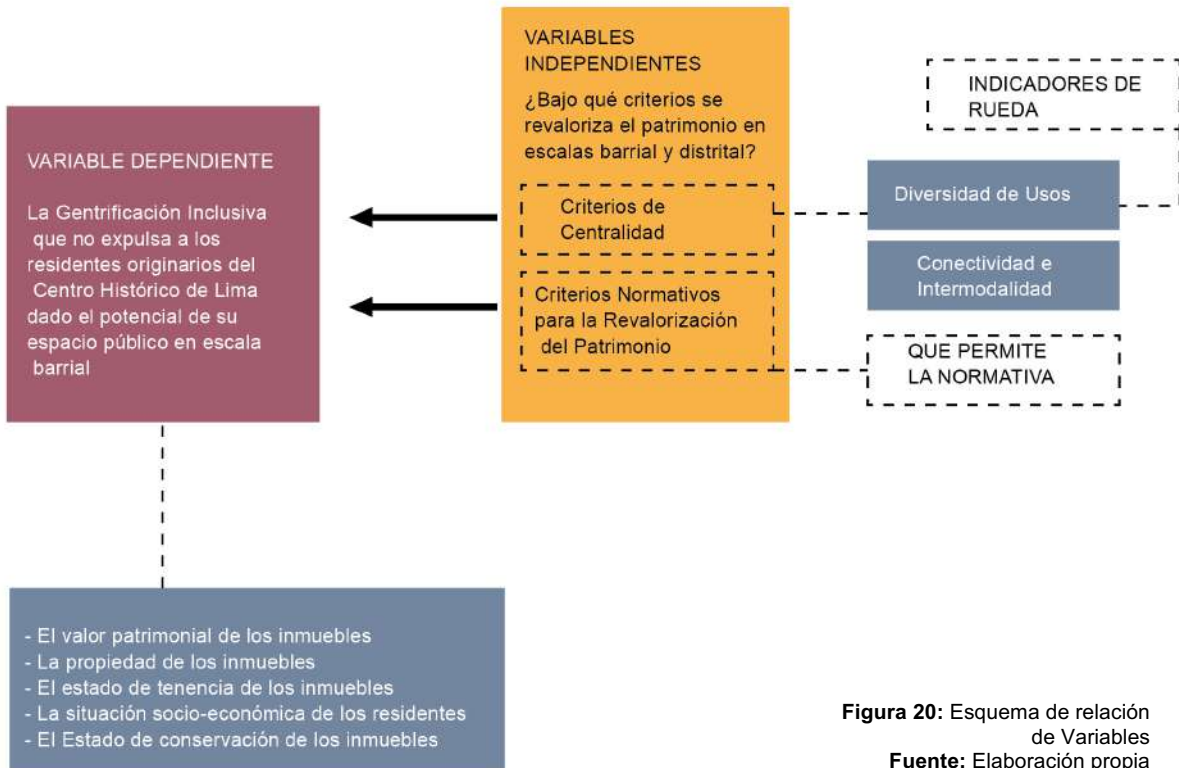 VARIABLE DEPENDIENTE
La Gentrificación Inclusiva
que no expulsa a los
residentes originarios del
Centro Histórico de Lima
dado el potencial de su
espacio público en escala
barrial
VARIABLES
INDEPENDIENTES
¿Bajo qué criterios se
revaloriza el patrimonio en
escalas barrial y distrital?
Criterios de
Centralidad
Criterios Normativos
para la Revalorización
del Patrimonio
INDICADORES DE
RUEDA
Diversidad de Usos
Conectividad e
Intermodalidad
QUE PERMITE
LA NORMATIVA
- El valor patrimonial de los inmuebles
- La propiedad de los inmuebles
- El estado de tenencia de los inmuebles
- La situación socio-económica de los residentes
- El Estado de conservación de los inmuebles
Figura 20: Esquema de relación
de Variables
Fuente: Elaboración propia